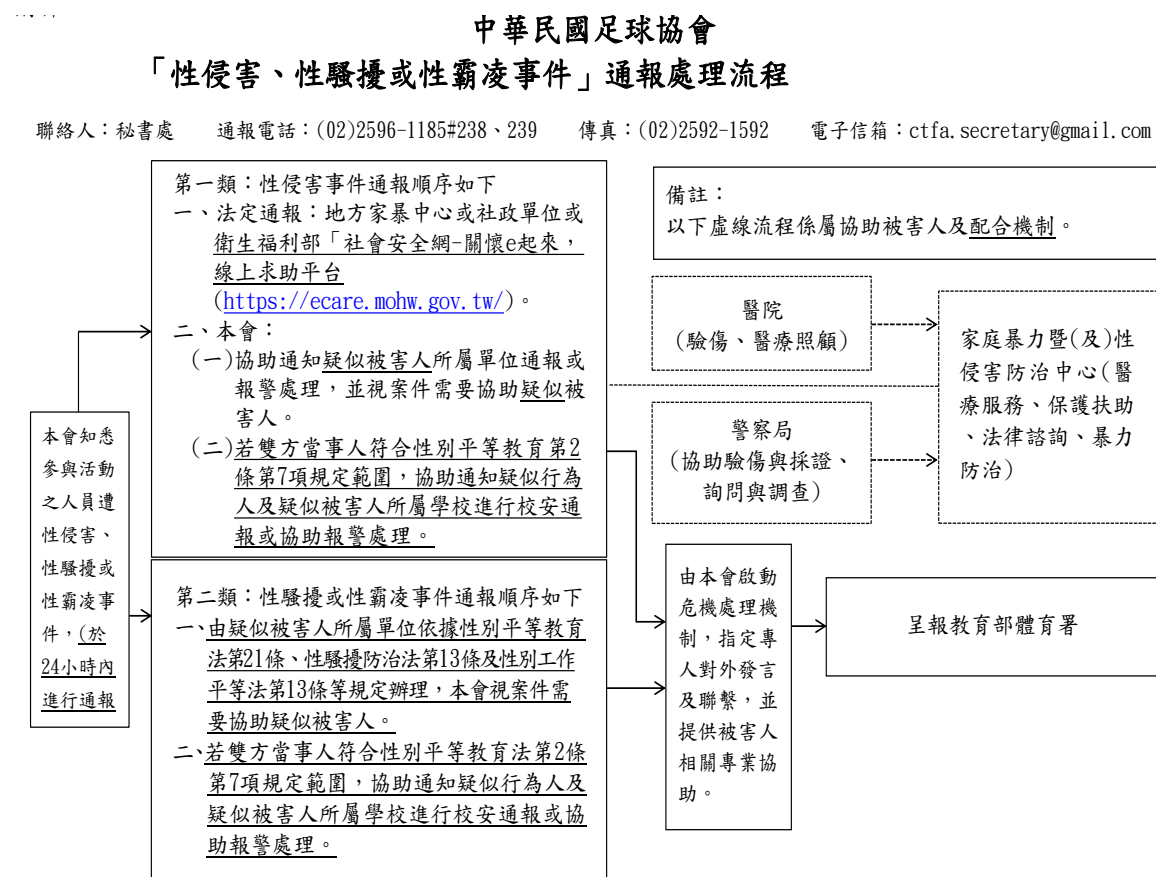 中華民國足球協會
「性侵害、性騷擾或性霸凌事件」通報處理流程
聯絡人：秘書處 通報電話：(02)2596-1185#238、239 傳真：(02)2592-1592 電子信箱：ctfa.secretary@gmail.com
本會知悉
參與活動
之人員遭
性侵害、
性騷擾或
性霸凌事
件，(於
24小時內
進行通報
第一類：性侵害事件通報順序如下
一、法定通報：地方家暴中心或社政單位或
衛生福利部「社會安全網-關懷e起來，
線上求助平台
(https://ecare.mohw.gov.tw/)。
二、本會：
(一)協助通知疑似被害人所屬單位通報或
報警處理，並視案件需要協助疑似被
害人。
(二)若雙方當事人符合性別平等教育第2
條第7項規定範圍，協助通知疑似行為
人及疑似被害人所屬學校進行校安通
報或協助報警處理。
第二類：性騷擾或性霸凌事件通報順序如下
一、由疑似被害人所屬單位依據性別平等教育
法第21條、性騷擾防治法第13條及性別工作
平等法第13條等規定辦理，本會視案件需
要協助疑似被害人。
二、若雙方當事人符合性別平等教育法第2條
第7項規定範圍，協助通知疑似行為人及
疑似被害人所屬學校進行校安通報或協
助報警處理。
備註：
以下虛線流程係屬協助被害人及配合機制。
醫院
(驗傷、醫療照顧)
警察局
(協助驗傷與採證、
詢問與調查)
家庭暴力暨(及)性
侵害防治中心(醫
療服務、保護扶助
、法律諮詢、暴力
防治)
由本會啟動
危機處理機
制，指定專
人對外發言
及聯繫，並
提供被害人
相關專業協
助。
呈報教育部體育署